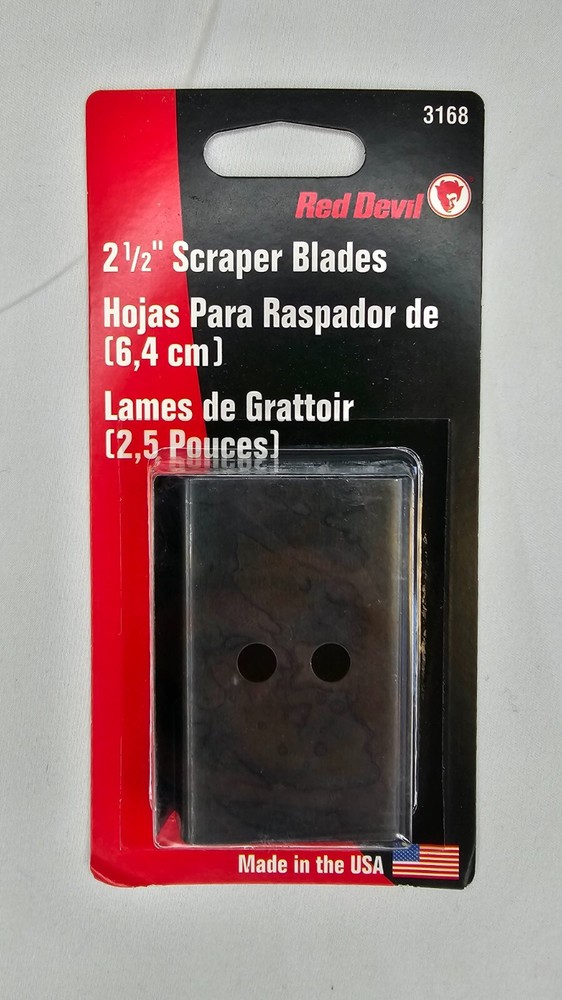 3168
Red Devil
2 1/2" Scraper Blades
Hojas Para Raspador de
(6,4 cm)
Lames de Grattoir
(2,5 Pouces)
Made in the USA